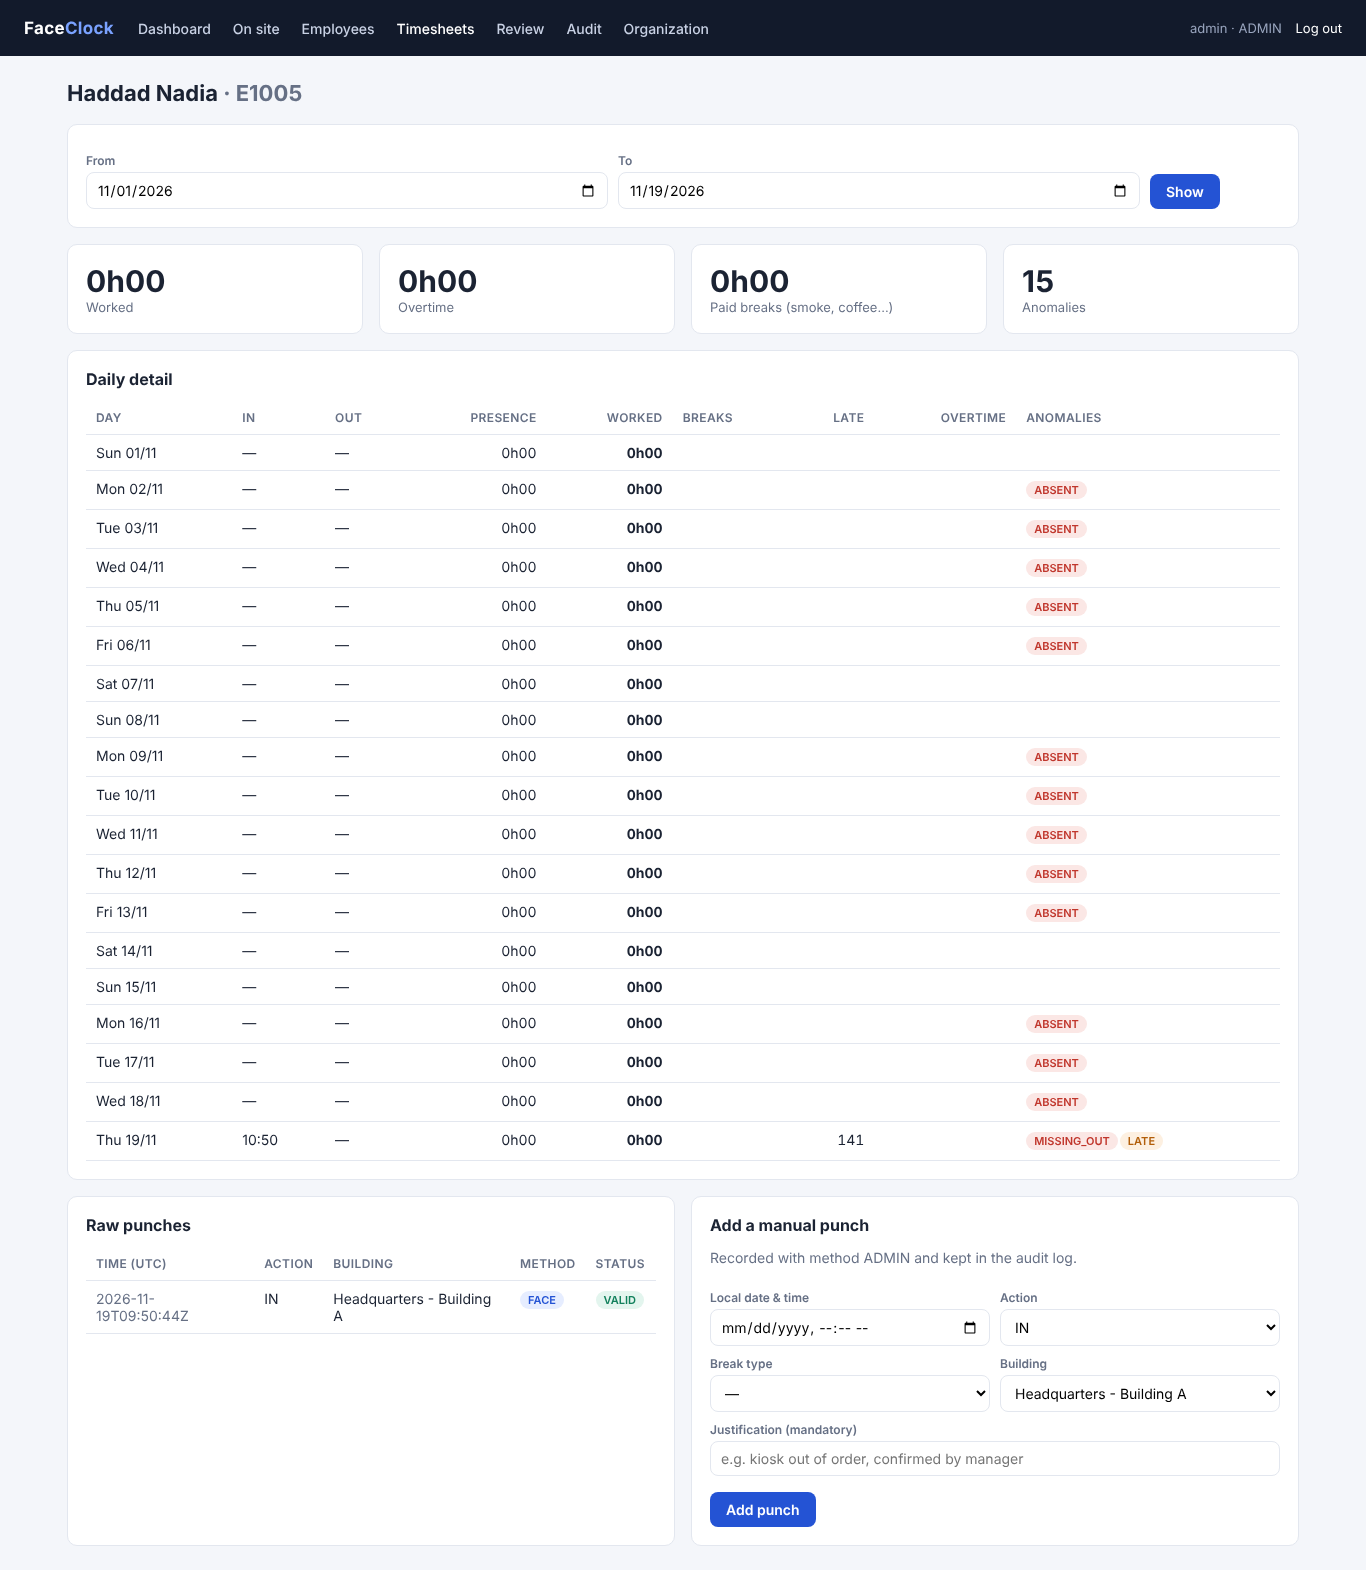 FaceClock Dashboard On site Employees Timesheets Review Audit Organization admin · ADMIN Log out
Haddad Nadia · E1005
From To
11/01/2026 11/19/2026 Show
0h00 0h00 0h00 15
Worked Overtime Paid breaks (smoke, coffee...) Anomalies
Daily detail
DAY IN OUT PRESENCE WORKED BREAKS LATE OVERTIME ANOMALIES
Sun 01/11 — — 0h00 0h00
Mon 02/11 — — 0h00 0h00 ABSENT
Tue 03/11 — — 0h00 0h00 ABSENT
Wed 04/11 — — 0h00 0h00 ABSENT
Thu 05/11 — — 0h00 0h00 ABSENT
Fri 06/11 — — 0h00 0h00 ABSENT
Sat 07/11 — — 0h00 0h00
Sun 08/11 — — 0h00 0h00
Mon 09/11 — — 0h00 0h00 ABSENT
Tue 10/11 — — 0h00 0h00 ABSENT
Wed 11/11 — — 0h00 0h00 ABSENT
Thu 12/11 — — 0h00 0h00 ABSENT
Fri 13/11 — — 0h00 0h00 ABSENT
Sat 14/11 — — 0h00 0h00
Sun 15/11 — — 0h00 0h00
Mon 16/11 — — 0h00 0h00 ABSENT
Tue 17/11 — — 0h00 0h00 ABSENT
Wed 18/11 — — 0h00 0h00 ABSENT
Thu 19/11 10:50 — 0h00 0h00 141 MISSING_OUT LATE
Raw punches
TIME (UTC) ACTION BUILDING METHOD STATUS
2026-11- IN Headquarters - Building FACE VALID
19T09:50:44Z A
Add a manual punch
Recorded with method ADMIN and kept in the audit log.
Local date & time Action
mm/dd/yyyy, --:-- -- IN
Break type Building
— Headquarters - Building A
Justification (mandatory)
e.g. kiosk out of order, confirmed by manager
Add punch